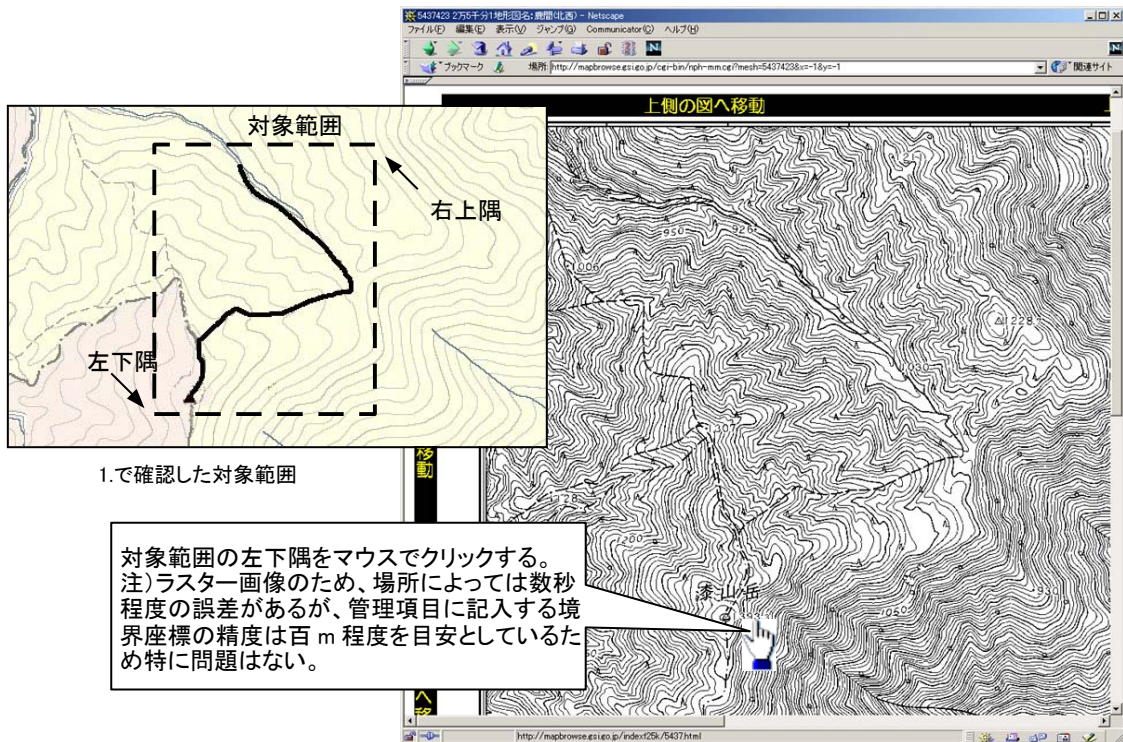 5437423 2万5千分1地形図名:鹿間(北西) - Netscape
ファイル(F) 編集(E) 表示(V) ジャンプ(G) Communicator(C) ヘルプ(H)
ブックマーク 場所: http://mapbrowse.gsi.go.jp/cgi-bin/nph-mm.cgi?mesh=5437423&x=-1&y=-1 関連サイト
上側の図へ移動
対象範囲
右上隅
左下隅
1.で確認した対象範囲
950
925
1006
1228
930
移動
1128
1200
漆山岳
1050
対象範囲の左下隅をマウスでクリックする。
注)ラスター画像のため、場所によっては数秒
程度の誤差があるが、管理項目に記入する境
界座標の精度は百 m 程度を目安としているた
め特に問題はない。
へ移
http://mapbrowse.gsi.go.jp/indexf25k/5437.html